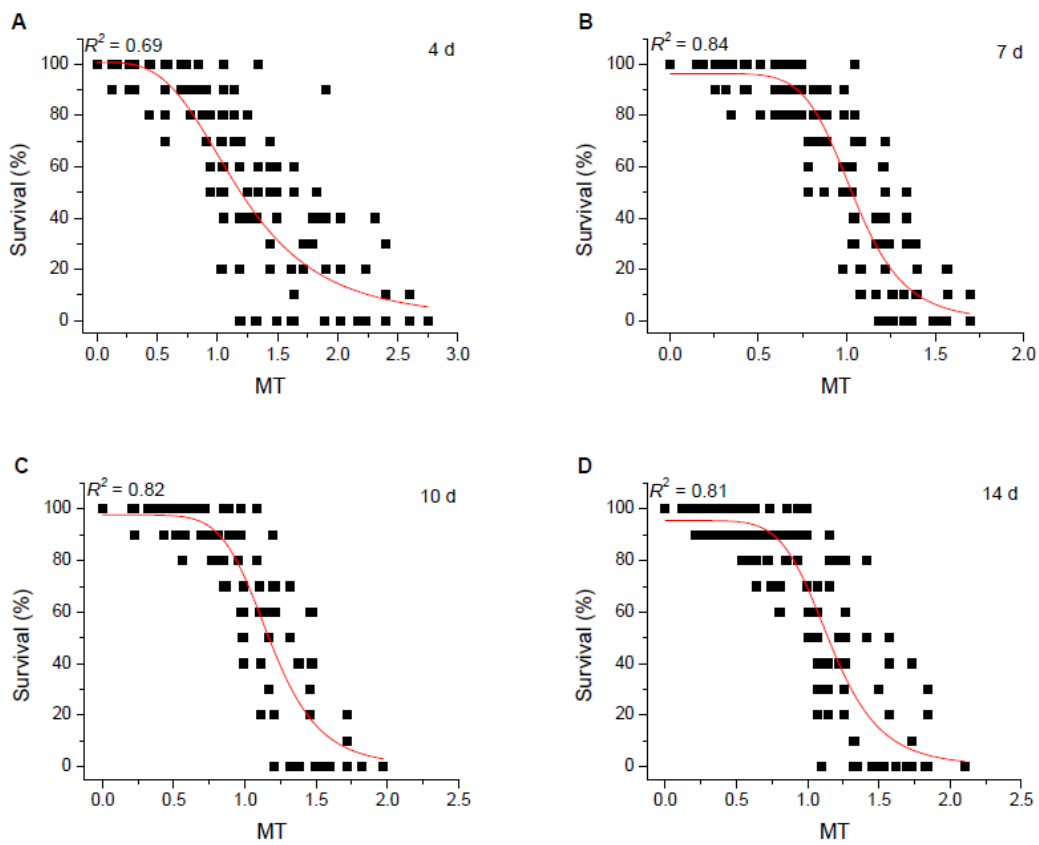 A
R² = 0.69
4 d
100
80
60
40
20
0
Survival (%)
0.0 0.5 1.0 1.5 2.0 2.5 3.0
MT
B
R² = 0.84
7 d
100
80
60
40
20
0
Survival (%)
0.0 0.5 1.0 1.5 2.0
MT
C
R² = 0.82
10 d
100
80
60
40
20
0
Survival (%)
0.0 0.5 1.0 1.5 2.0 2.5
MT
D
R² = 0.81
14 d
100
80
60
40
20
0
Survival (%)
0.0 0.5 1.0 1.5 2.0 2.5
MT